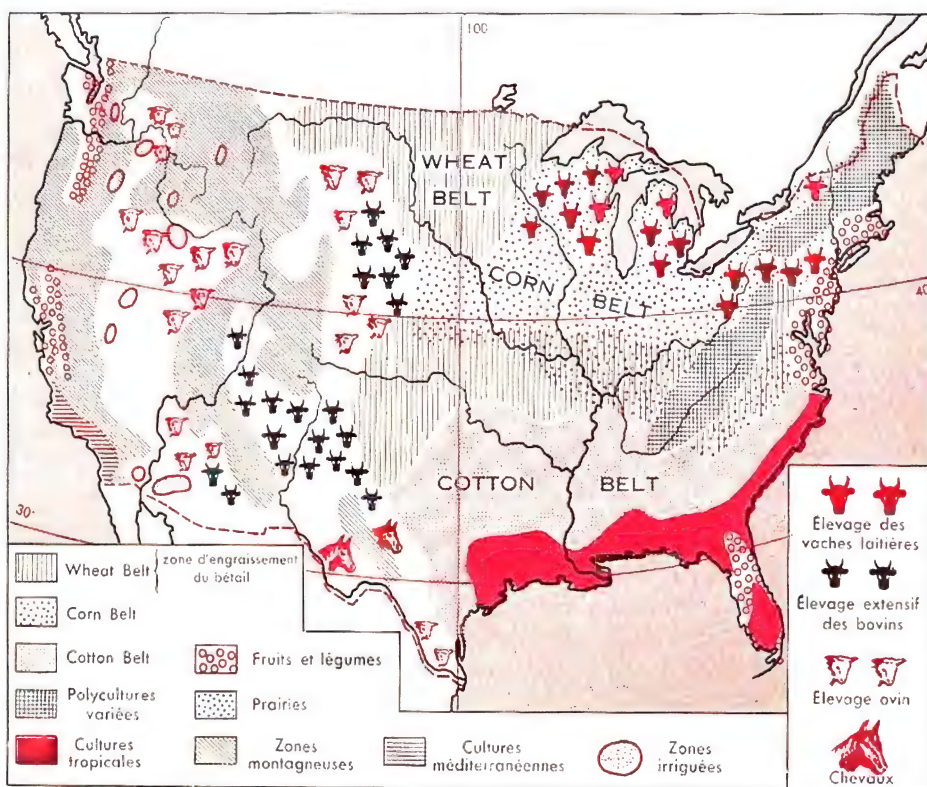 100
WHEAT
BELT
CORN
BELT
40
COTTON
BELT
30
Wheat Belt
zone d'engraissement
du bétail
Corn Belt
Cotton Belt
Fruits et légumes
Polycultures
variées
Prairies
Cultures
tropicales
Zones
montagneuses
Cultures
méditerranéennes
Zones
irriguées
Élevage des
vaches laitières
Élevage extensif
des bovins
Élevage ovin
Chevaux